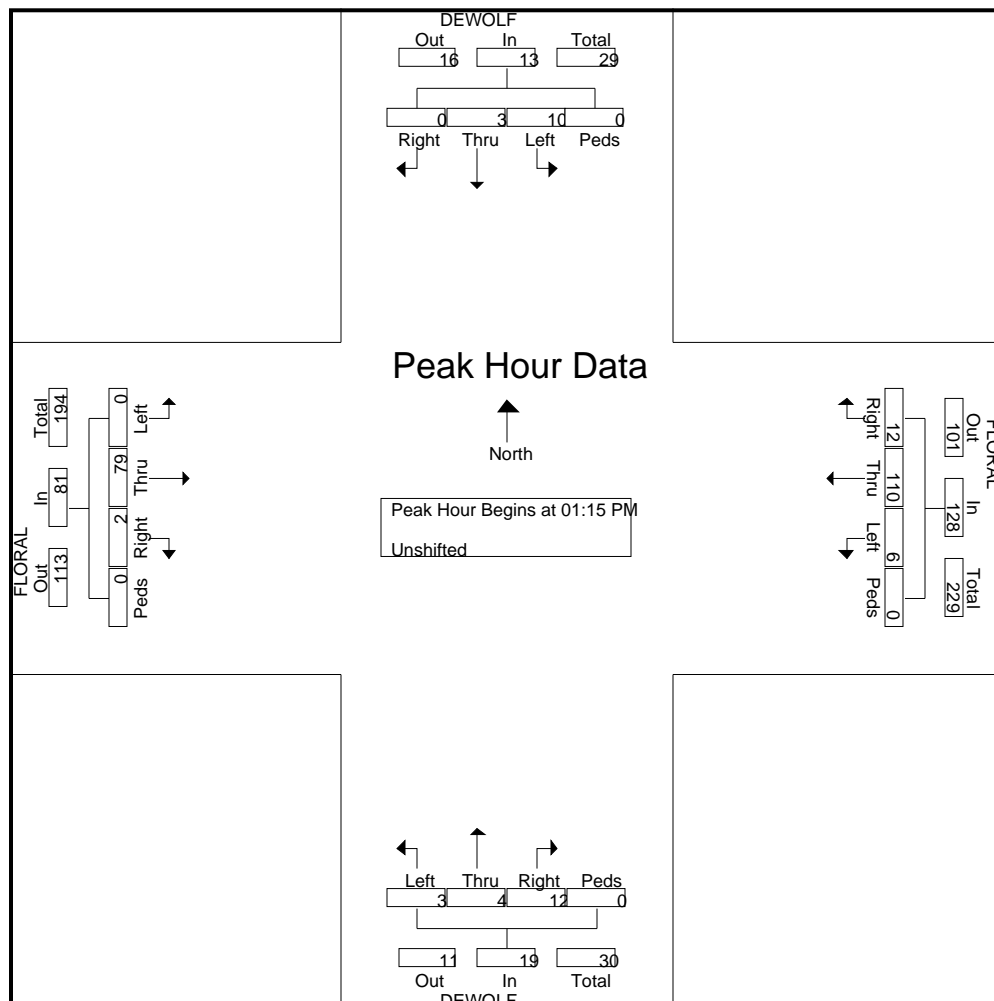 DEWOLF
Out In Total
16 13 29
0 3 10 0
Right Thru Left Peds
Peak Hour Data
North
Peak Hour Begins at 01:15 PM
Unshifted
FLORAL
Out In Total
113 81 194
0 79 2 0
Left Thru Right Peds
FLORAL
Out In Total
101 128 229
12 110 6 0
Right Thru Left Peds
Left Thru Right Peds
3 4 12 0
11 19 30
Out In Total
DEWOLF